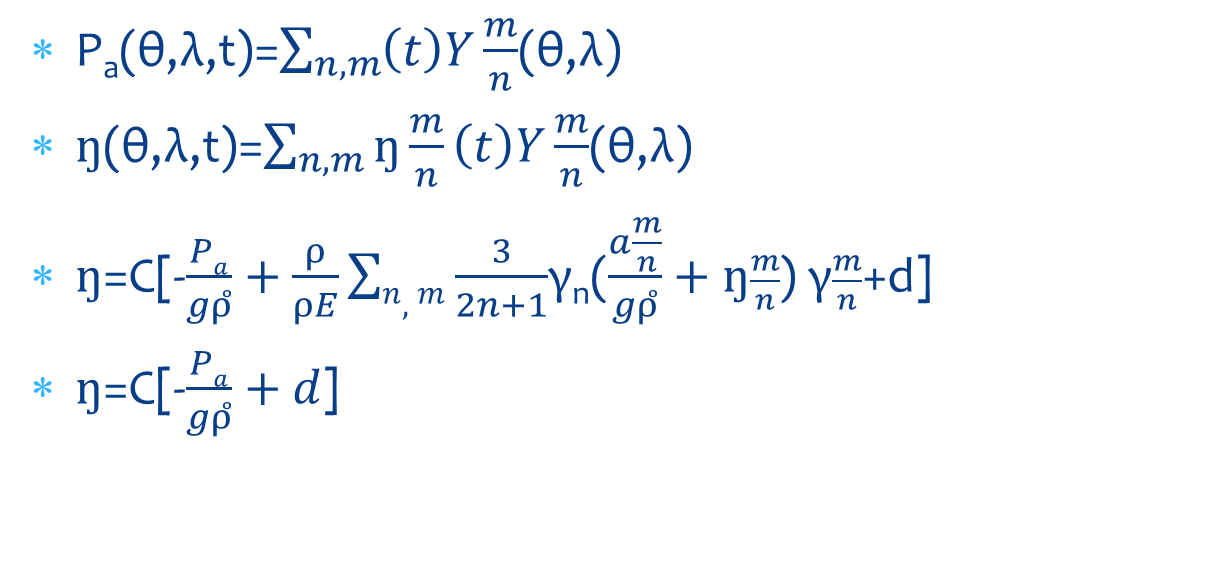 * Pₐ(θ,λ,t)=∑ₙ,ₘ(t)Y m/n(θ,λ)
* ŋ(θ,λ,t)=∑ₙ,ₘ ŋ m/n (t)Y m/n(θ,λ)
* ŋ=C[-Pₐ/gρ̊ + ρ/ρE ∑ₙ, ₘ 3/2n+1 γₙ(a m/n/gρ̊ + ŋ m/n) γ m/n+d]
* ŋ=C[-Pₐ/gρ̊ + d]